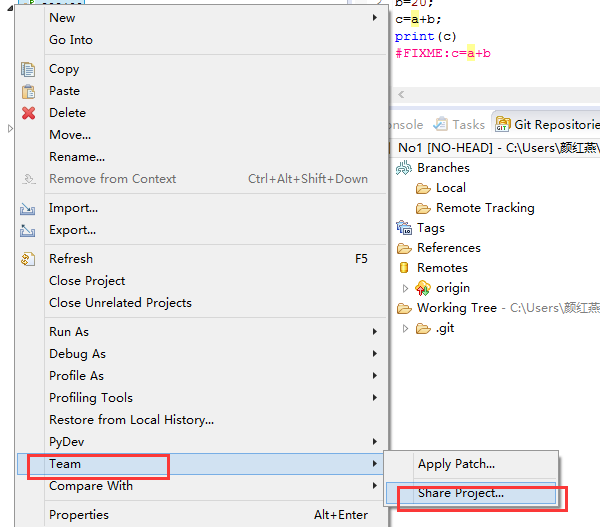 New
Go Into
Copy
Paste
Delete
Move...
Rename...
Remove from Context Ctrl+Alt+Shift+Down
Import...
Export...
Refresh F5
Close Project
Close Unrelated Projects
Run As
Debug As
Profile As
Profiling Tools
Restore from Local History...
PyDev
Team
Compare With
Properties Alt+Enter
Apply Patch...
Share Project...
b=20;
c=a+b;
print(c)
#FIXME:c=a+b
onsole Tasks Git Repositorie
No1 [NO-HEAD] - C:\Users\颜红燕\
Branches
Local
Remote Tracking
Tags
References
Remotes
origin
Working Tree - C:\Users\颜红燕\
.git